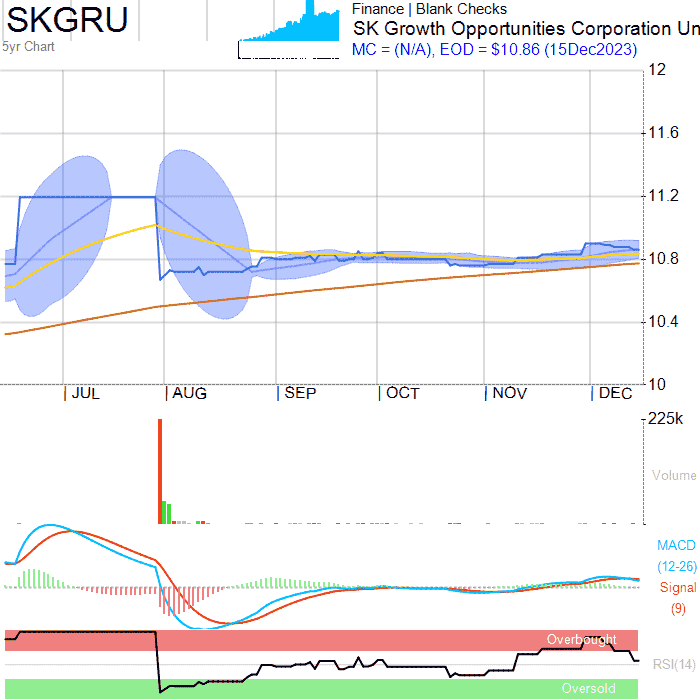 SKGRU
5yr Chart
Finance | Blank Checks
SK Growth Opportunities Corporation Un
MC = (N/A), EOD = $10.86 (15Dec2023)
12
11.6
11.2
10.8
10.4
10
JUL AUG SEP OCT NOV DEC
225k
Volume
MACD
(12-26)
Signal
(9)
Overbought
RSI(14)
Oversold